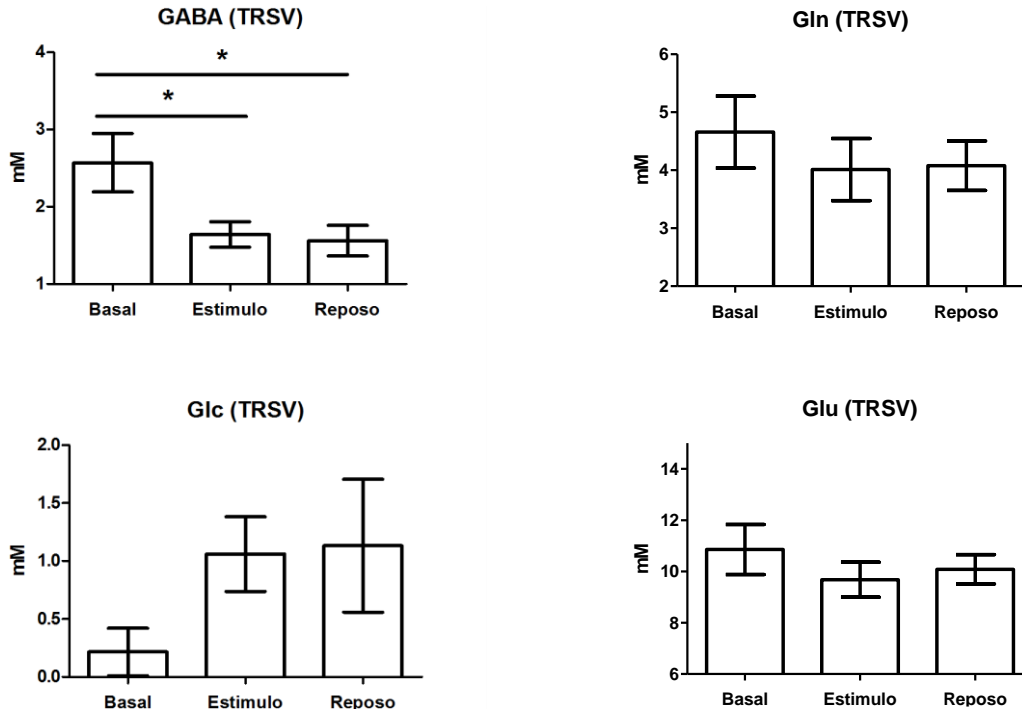 GABA (TRSV)
4
3
2
1
mM
*
*
Basal Estimulo Reposo
Gln (TRSV)
6
5
4
3
2
mM
Basal Estimulo Reposo
Glc (TRSV)
2.0
1.5
1.0
0.5
0.0
mM
Basal Estimulo Reposo
Glu (TRSV)
14
12
10
8
6
mM
Basal Estimulo Reposo